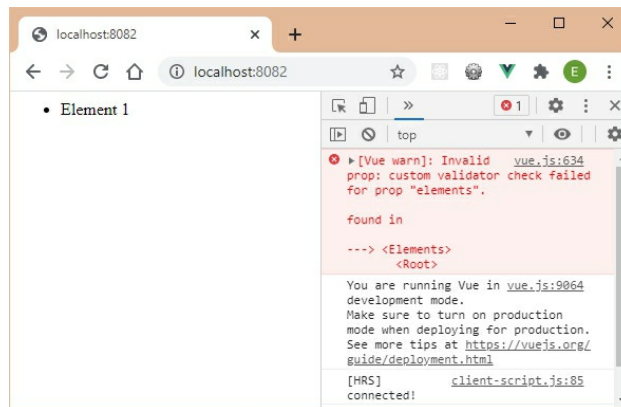 localhost:8082
localhost:8082
E
• Element 1
»
1
top
[Vue warn]: Invalid vue.js:634
prop: custom validator check failed
for prop "elements".
found in
---> <Elements>
<Root>
You are running Vue in vue.js:9064
development mode.
Make sure to turn on production
mode when deploying for production.
See more tips at https://vuejs.org/
guide/deployment.html
[HRS] client-script.js:85
connected!